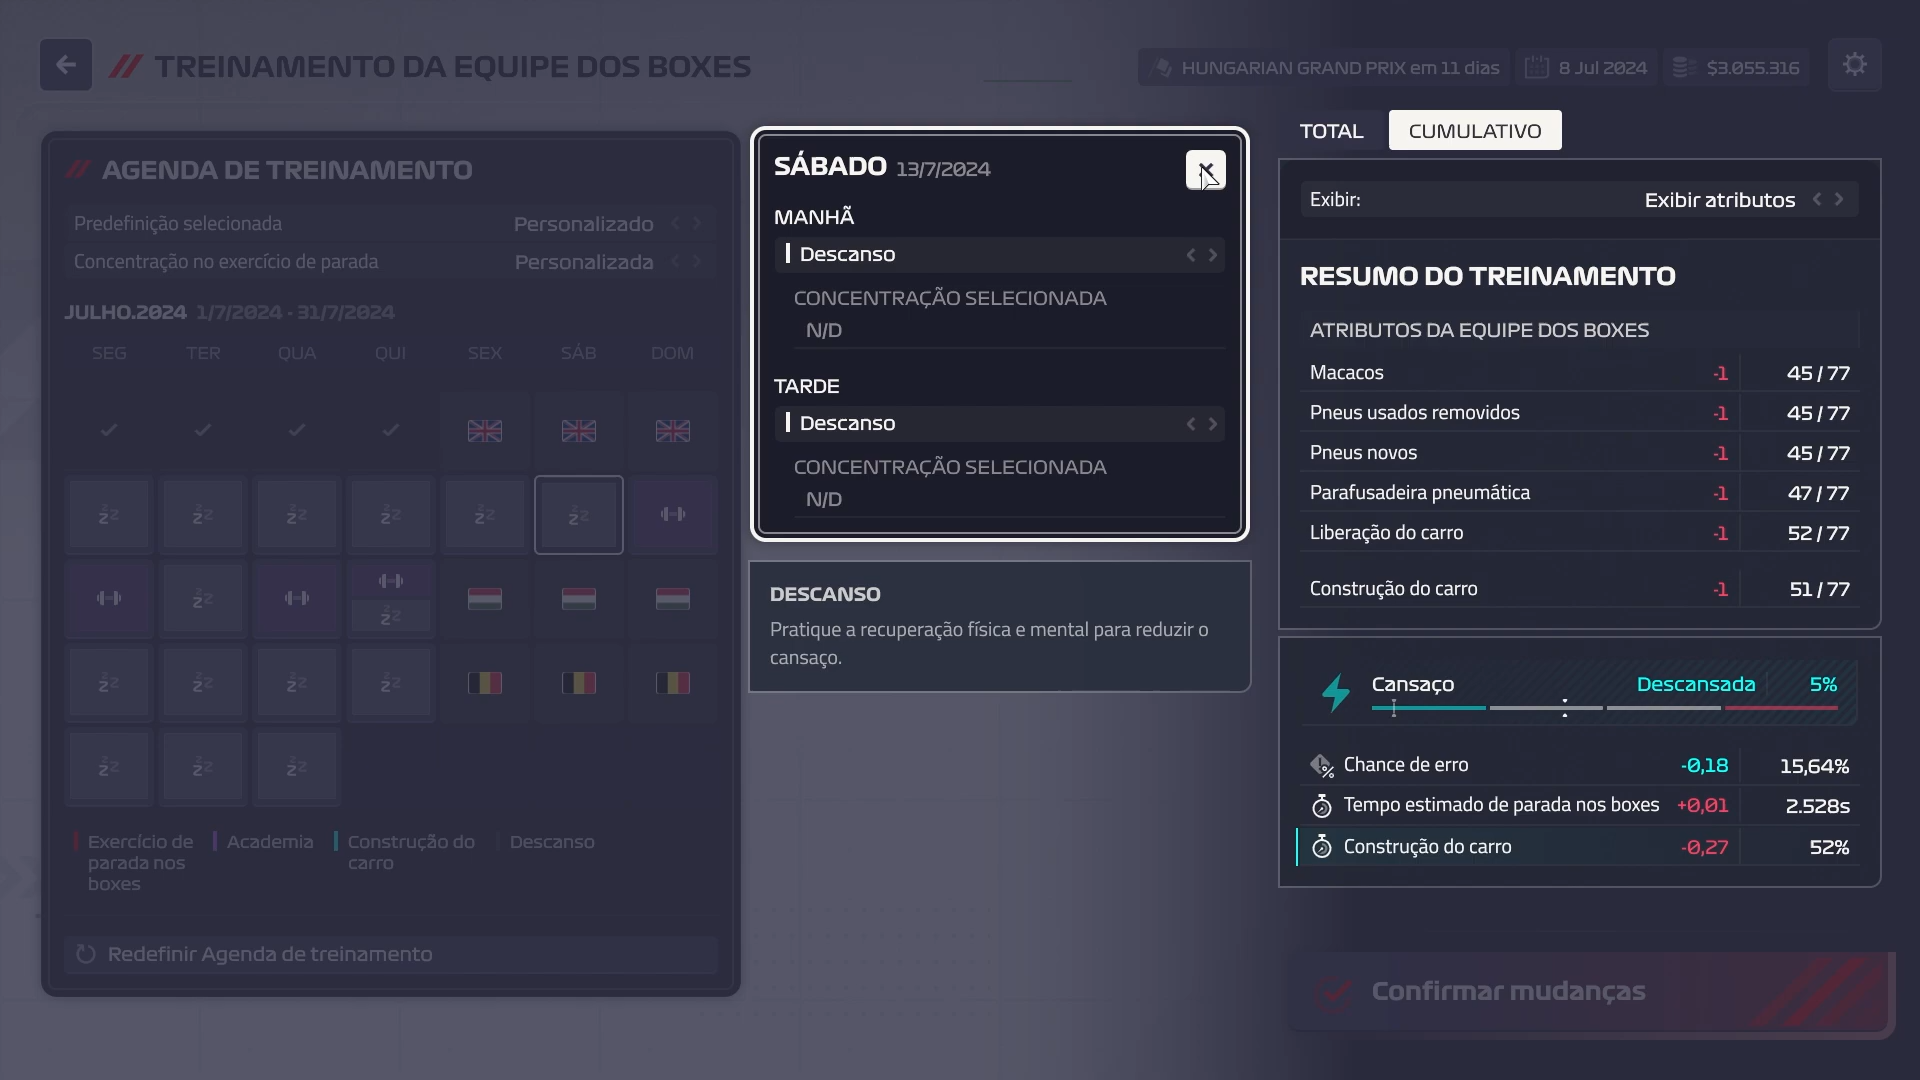 TREINAMENTO DA EQUIPE DOS BOXES
HUNGARIAN GRAND PRIX em 11 dias
8 Jul 2024
$3.055.316
AGENDA DE TREINAMENTO
Predefinição selecionada Personalizado
Concentração no exercício de parada Personalizada
JULHO.2024 1/7/2024 - 31/7/2024
SEG TER QUA QUI SEX SÁB DOM
Exercício de parada nos boxes
Academia
Construção do carro
Descanso
Redefinir Agenda de treinamento
SÁBADO 13/7/2024
MANHÃ
Descanso
CONCENTRAÇÃO SELECIONADA
N/D
TARDE
Descanso
CONCENTRAÇÃO SELECIONADA
N/D
DESCANSO
Pratique a recuperação física e mental para reduzir o
cansaço.
TOTAL CUMULATIVO
Exibir: Exibir atributos
RESUMO DO TREINAMENTO
ATRIBUTOS DA EQUIPE DOS BOXES
Macacos -1 45 / 77
Pneus usados removidos -1 45 / 77
Pneus novos -1 45 / 77
Parafusadeira pneumática -1 47 / 77
Liberação do carro -1 52 / 77
Construção do carro -1 51 / 77
Cansaço Descansada 5%
Chance de erro -0,18 15,64%
Tempo estimado de parada nos boxes +0,01 2.528s
Construção do carro -0,27 52%
Confirmar mudanças